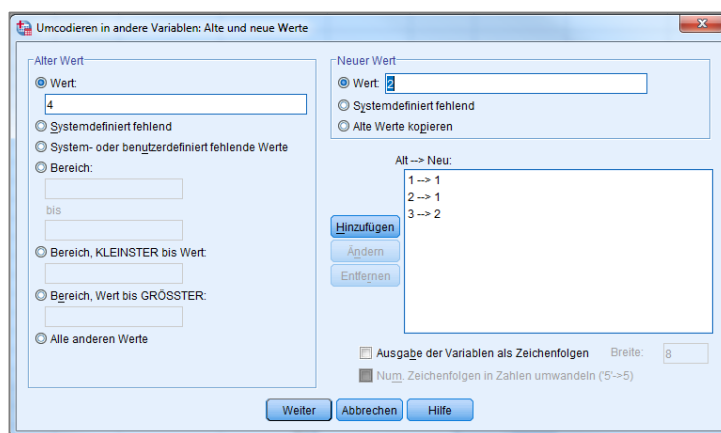 Umcodieren in andere Variablen: Alte und neue Werte
Alter Wert
Wert:
4
Systemdefiniert fehlend
System- oder benutzerdefiniert fehlende Werte
Bereich:
bis
Bereich, KLEINSTER bis Wert:
Bereich, Wert bis GRÖSSTER:
Alle anderen Werte
Neuer Wert
Wert: 2
Systemdefiniert fehlend
Alte Werte kopieren
Alt --> Neu:
1 --> 1
2 --> 1
3 --> 2
Hinzufügen
Ändern
Entfernen
Ausgabe der Variablen als Zeichenfolgen Breite: 8
Num. Zeichenfolgen in Zahlen umwandeln ('5'->5)
Weiter Abbrechen Hilfe